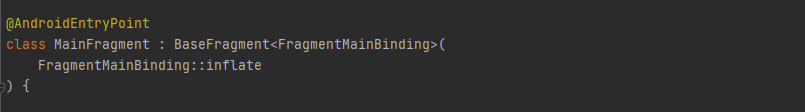 @AndroidEntryPoint
class MainFragment : BaseFragment<FragmentMainBinding>(
    FragmentMainBinding::inflate
) {